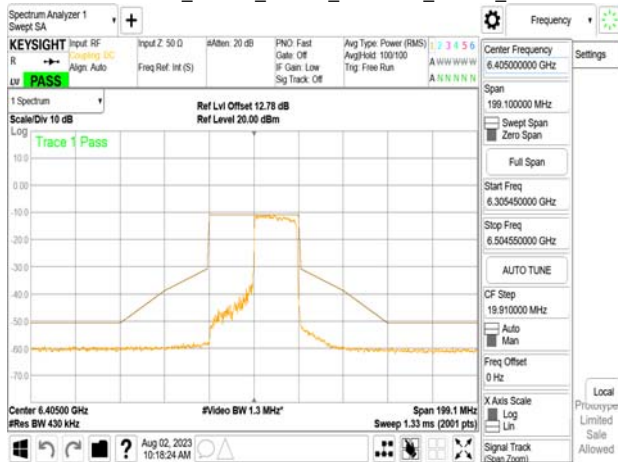 Spectrum Analyzer 1
Swept SA
+
Frequency
KEYSIGHT
R
LV PASS
Input: RF
Coupling: DC
Align: Auto
Input Z: 50 Ω
Freq Ref: Int (S)
#Atten: 20 dB
PNO: Fast
Gate: Off
IF Gain: Low
Sig Track: Off
Avg Type: Power (RMS)
Avg|Hold: 100/100
Trig: Free Run
1 2 3 4 5 6
A W W W W W
A N N N N N
Center Frequency
6.405000000 GHz
Settings
Span
199.100000 MHz
Swept Span
Zero Span
Full Span
Start Freq
6.305450000 GHz
Stop Freq
6.504550000 GHz
AUTO TUNE
CF Step
19.910000 MHz
Auto
Man
Freq Offset
0 Hz
X Axis Scale
Log
Lin
Signal Track
(Span Zoom)
Local
Prototype
Limited
Sale
Allowed
1 Spectrum
Scale/Div 10 dB
Ref Lvl Offset 12.78 dB
Ref Level 20.00 dBm
Log
Trace 1 Pass
10.0
0.00
-10.0
-20.0
-30.0
-40.0
-50.0
-60.0
-70.0
Center 6.40500 GHz
#Res BW 430 kHz
#Video BW 1.3 MHz*
Span 199.1 MHz
Sweep 1.33 ms (2001 pts)
?
Aug 02, 2023
10:18:24 AM